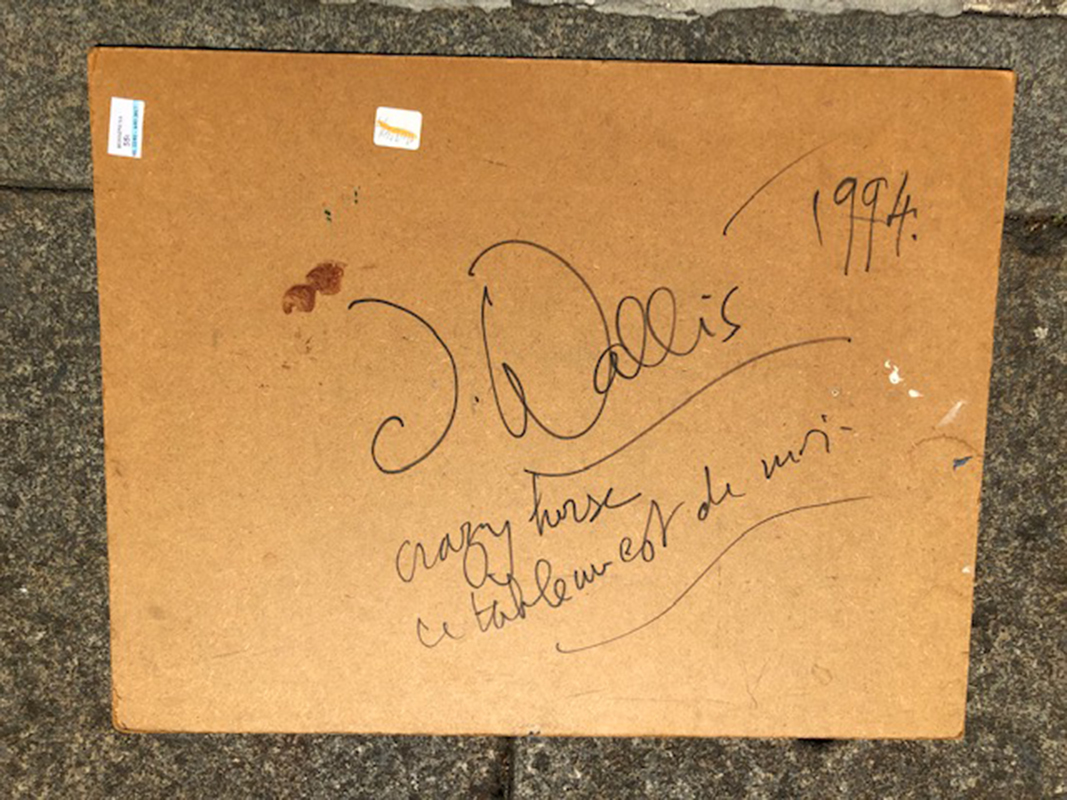 1994.
J. Wallis
crazy horse
ce tableau est de moi-